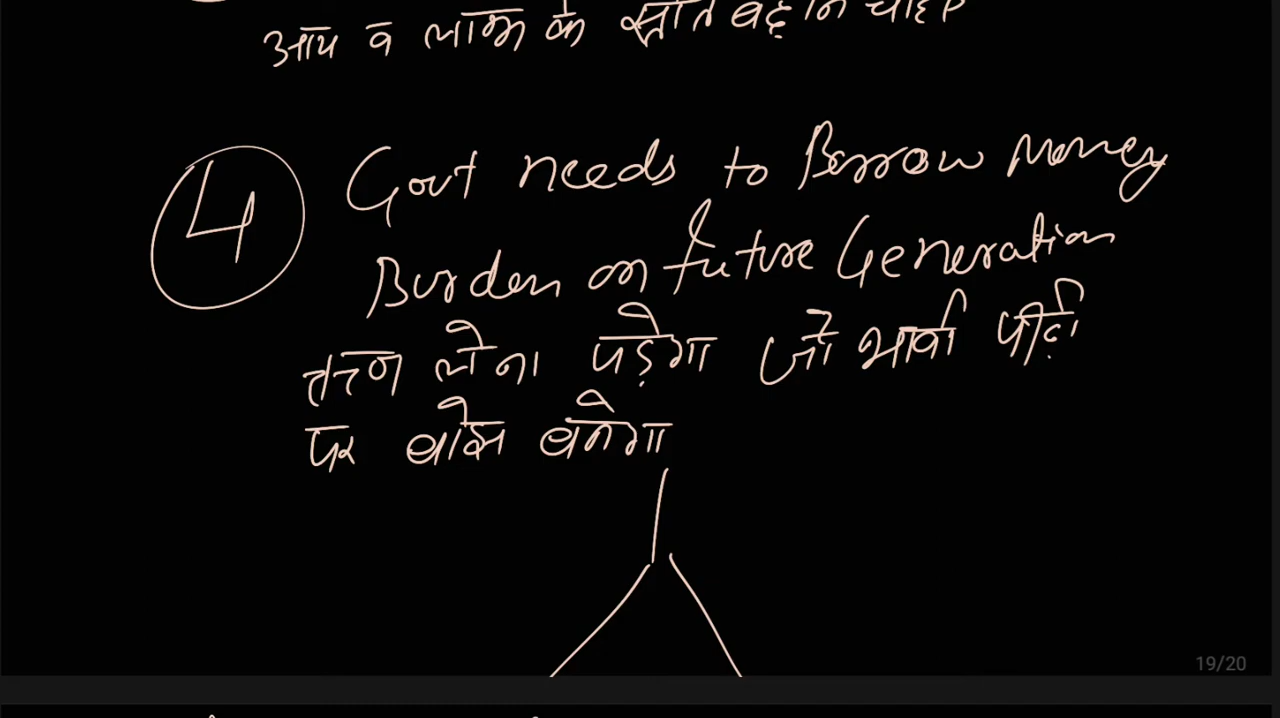 आय व लाभ के स्रोत बढ़ाने चाहिए
4 Govt needs to Borrow Money
Burden on future Generation
ऋण लेना पड़ेगा जो भावी पीढ़ी
पर बोझ बनेगा
19/20